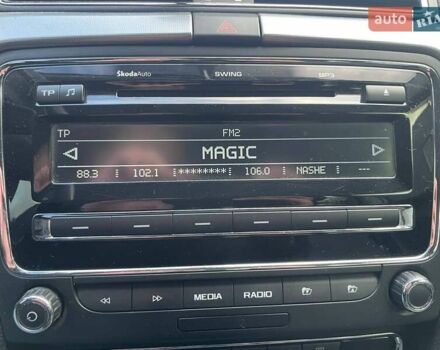 auto RIA
ŠkodaAuto SWING MP3
TP
TP FM2
MAGIC
88.3 102.1 ******** 106.0 NASHE ---
MEDIA RADIO